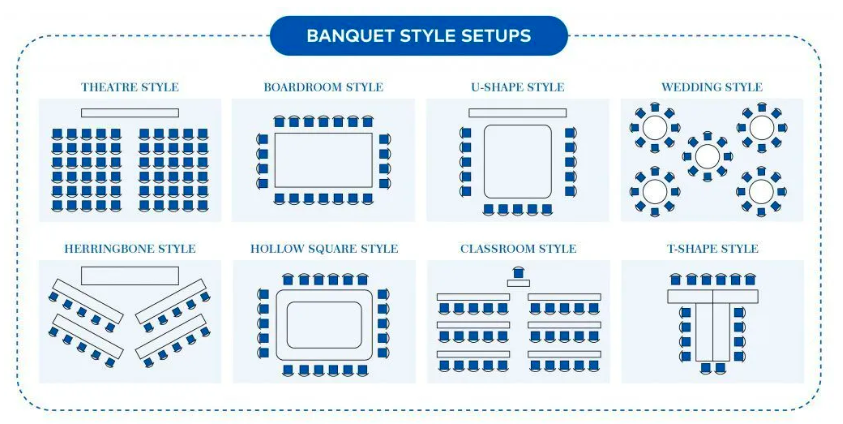 BANQUET STYLE SETUPS
THEATRE STYLE
BOARDROOM STYLE
U-SHAPE STYLE
WEDDING STYLE
HERRINGBONE STYLE
HOLLOW SQUARE STYLE
CLASSROOM STYLE
T-SHAPE STYLE